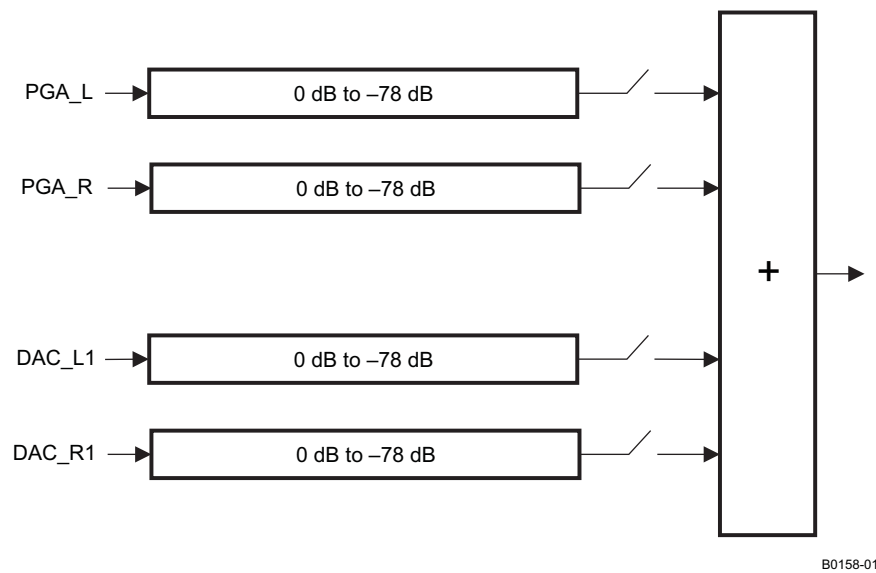 PGA_L
0 dB to –78 dB
PGA_R
0 dB to –78 dB
+
DAC_L1
0 dB to –78 dB
DAC_R1
0 dB to –78 dB
B0158-01